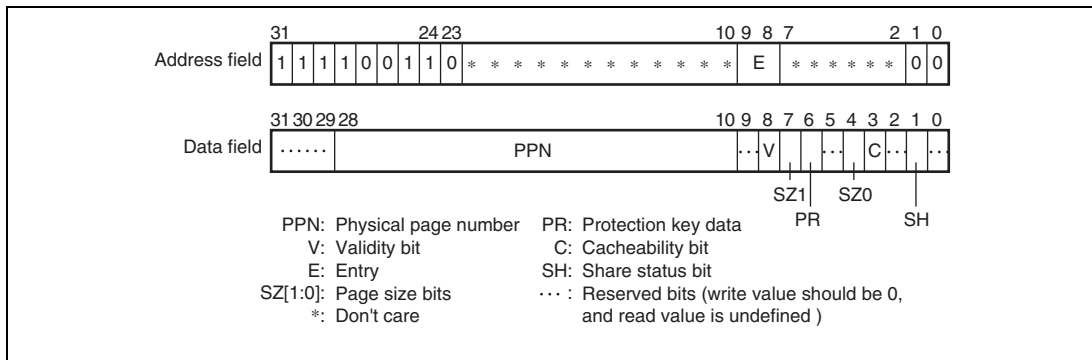 31 24 23 10 9 8 7 2 1 0
Address field 1 1 1 1 0 0 1 1 0 * * * * * * * * * * * * * E * * * * * * 0 0
31 30 29 28 10 9 8 7 6 5 4 3 2 1 0
Data field ...... PPN ... V ... C ... ...
SZ1 SZ0
PR SH
PPN: Physical page number PR: Protection key data
V: Validity bit C: Cacheability bit
E: Entry SH: Share status bit
SZ[1:0]: Page size bits ... : Reserved bits (write value should be 0,
*: Don't care and read value is undefined )